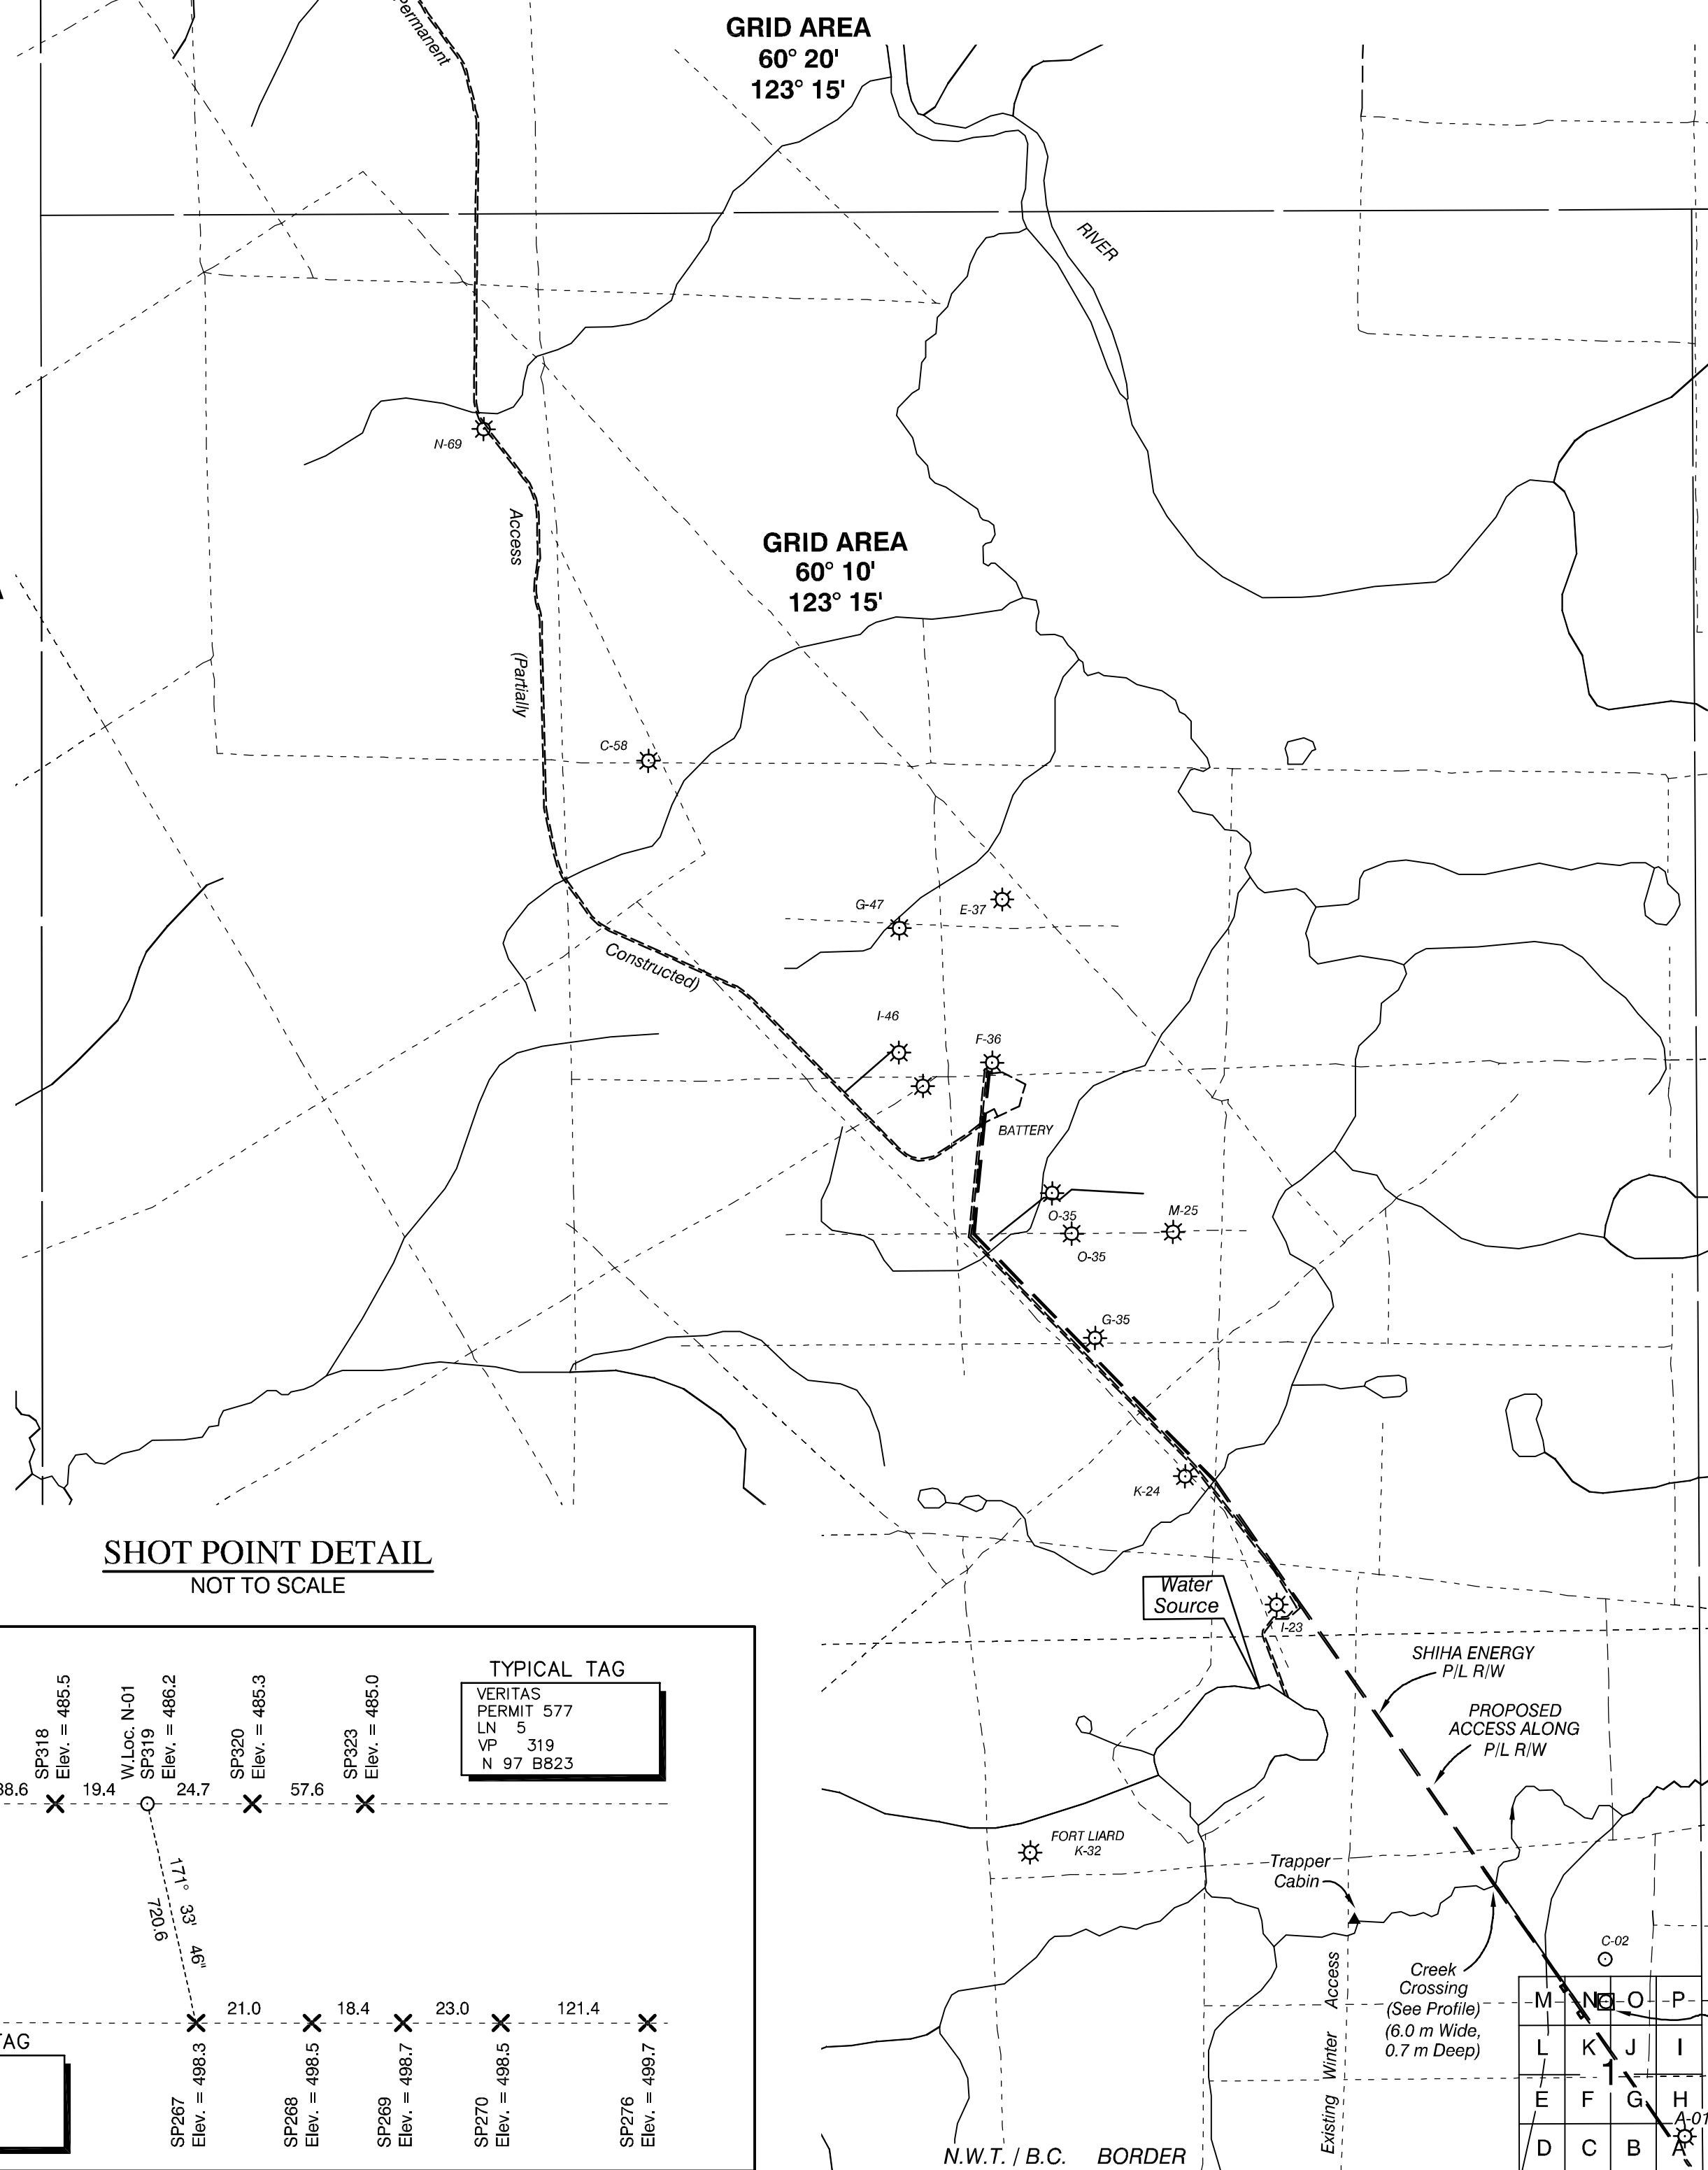 Permanent
GRID AREA
60° 20'
123° 15'
RIVER
N-69
Access
GRID AREA
60° 10'
123° 15'
(Partially
C-58
G-47
E-37
Constructed)
I-46
F-36
BATTERY
O-35
M-25
O-35
G-35
K-24
SHOT POINT DETAIL
NOT TO SCALE
Water
Source
I-23
SHIHA ENERGY
P/L R/W
PROPOSED
ACCESS ALONG
P/L R/W
TYPICAL TAG
VERITAS
PERMIT 577
LN 5
VP 319
N 97 B823
SP318
Elev. = 485.5
W.Loc. N-01
SP319
Elev. = 486.2
SP320
Elev. = 485.3
SP323
Elev. = 485.0
19.4
24.7
57.6
171° 33' 46"
720.6
21.0
18.4
23.0
121.4
SP267
Elev. = 498.3
SP268
Elev. = 498.5
SP269
Elev. = 498.7
SP270
Elev. = 498.5
SP276
Elev. = 499.7
FORT LIARD
K-32
Trapper
Cabin
Existing Winter Access
C-02
Creek
Crossing
(See Profile)
(6.0 m Wide,
0.7 m Deep)
M N O P
L K J I
1
E F G H
A-01
D C B A
N.W.T. / B.C. BORDER